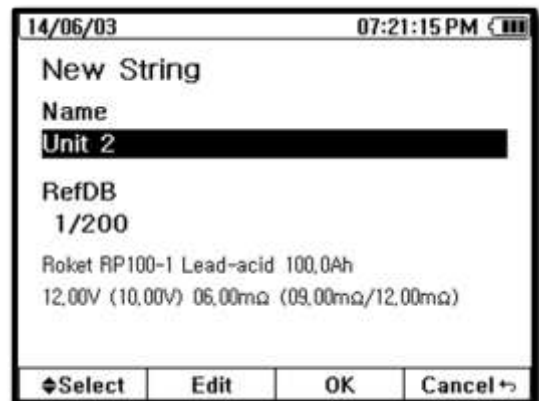 14/06/03 07:21:15 PM
New String
Name
Unit 2
RefDB
1/200
Roket RP100-1 Lead-acid 100,0Ah
12,00V (10,00V) 06,00mΩ (09,00mΩ/12,00mΩ)
Select Edit OK Cancel